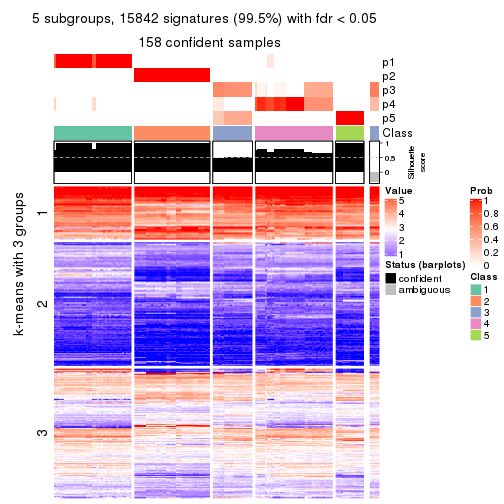 5 subgroups, 15842 signatures (99.5%) with fdr < 0.05
158 confident samples
p1
p2
p3
p4
p5
Class
1
0.5
0
Silhouette
score
k-means with 3 groups
1
2
3
Value
5
4
3
2
1
Status (barplots)
confident
ambiguous
Prob
1
0.8
0.6
0.4
0.2
0
Class
1
2
3
4
5